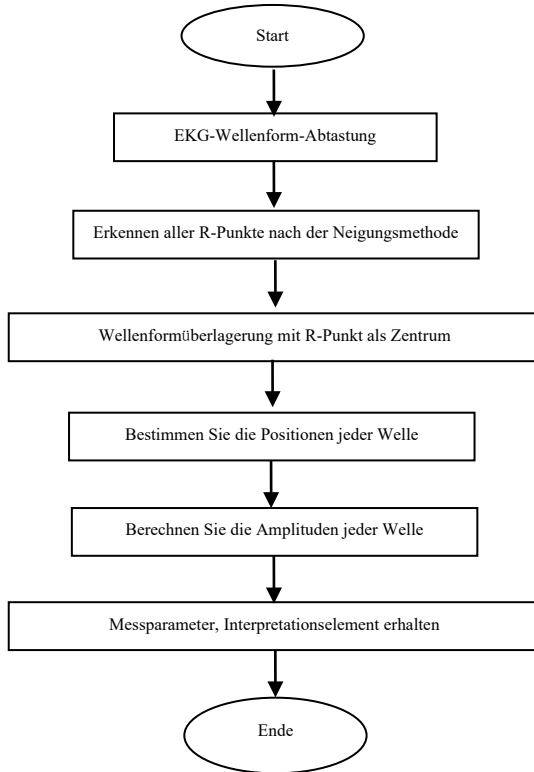 Start
EKG-Wellenform-Abtastung
Erkennen aller R-Punkte nach der Neigungsmethode
Wellenformüberlagerung mit R-Punkt als Zentrum
Bestimmen Sie die Positionen jeder Welle
Berechnen Sie die Amplituden jeder Welle
Messparameter, Interpretationselement erhalten
Ende